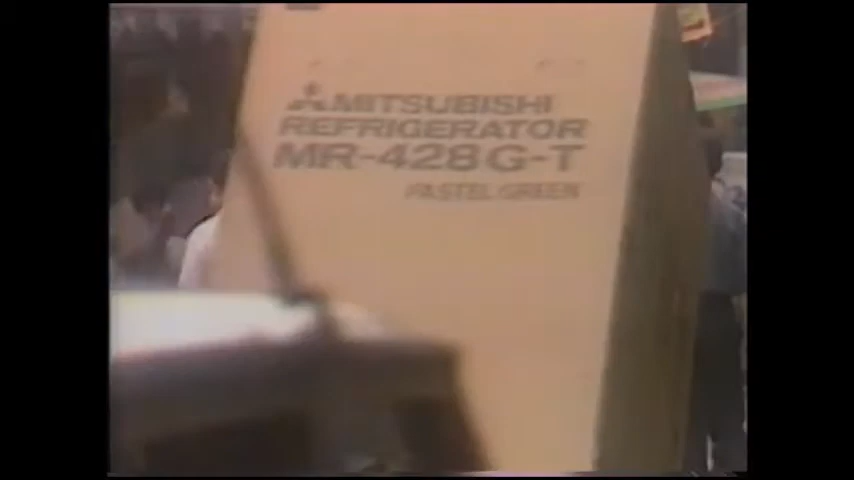 MITSUBISHI
REFRIGERATOR
MR-428G-T
PASTEL GREEN